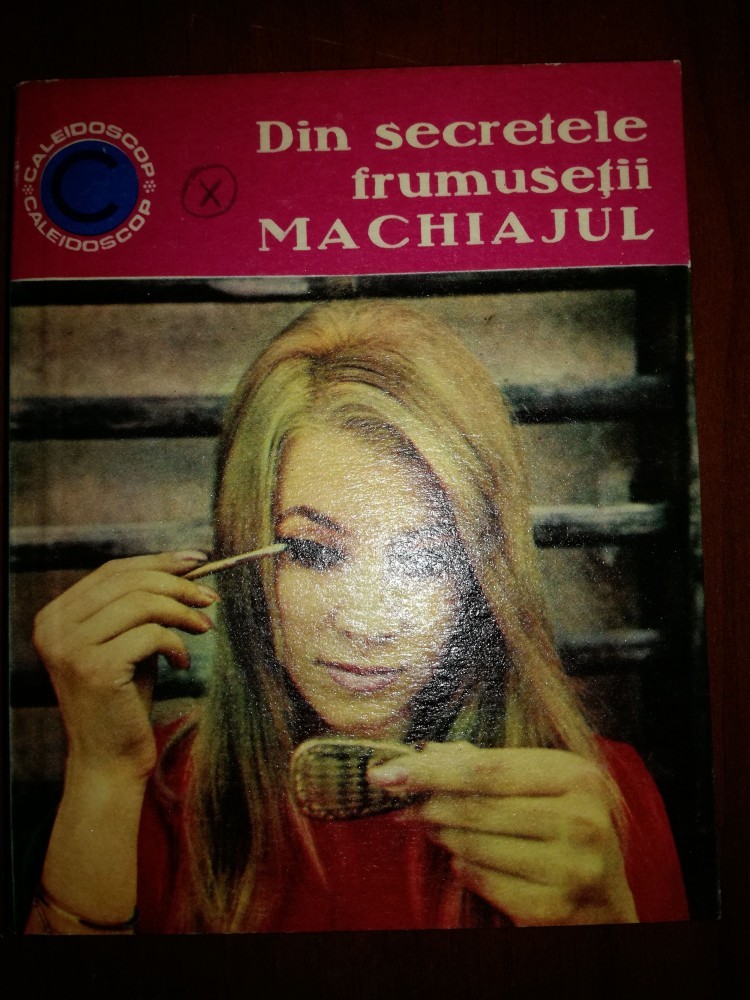 CALEIDOSCOP
C
CALEIDOSCOP
X
Din secretele
frumuseții
MACHIAJUL